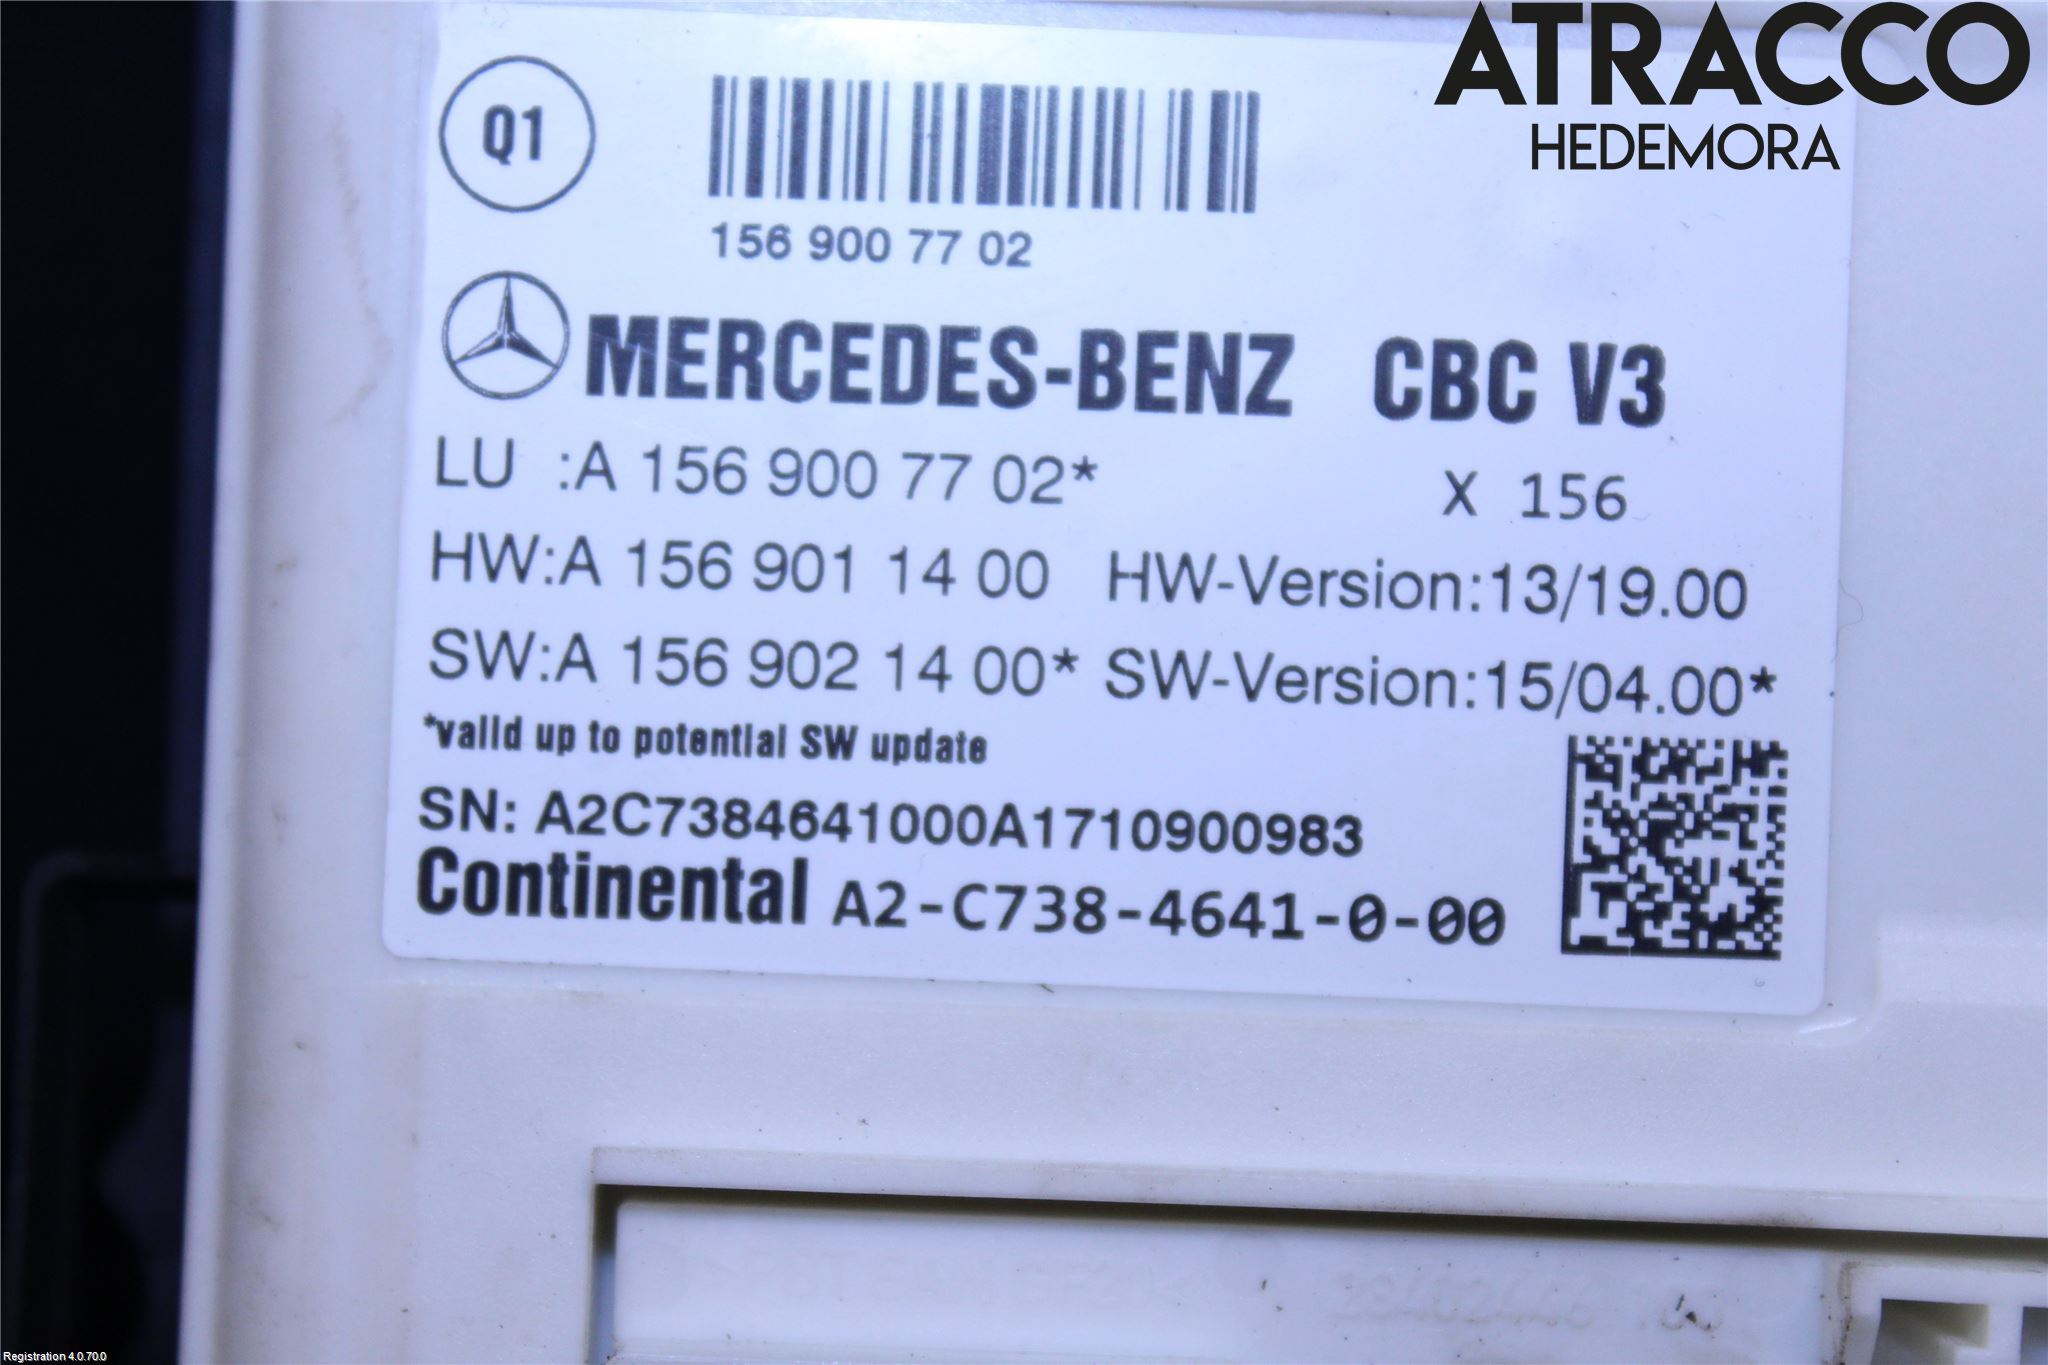 ATRACCO
HEDEMORA
Q1
156 900 77 02
MERCEDES-BENZ CBC V3
LU :A 156 900 77 02* X 156
HW:A 156 901 14 00 HW-Version:13/19.00
SW:A 156 902 14 00* SW-Version:15/04.00*
*valid up to potential SW update
SN: A2C7384641000A1710900983
Continental A2-C738-4641-0-00
Registration 4.0.70.0